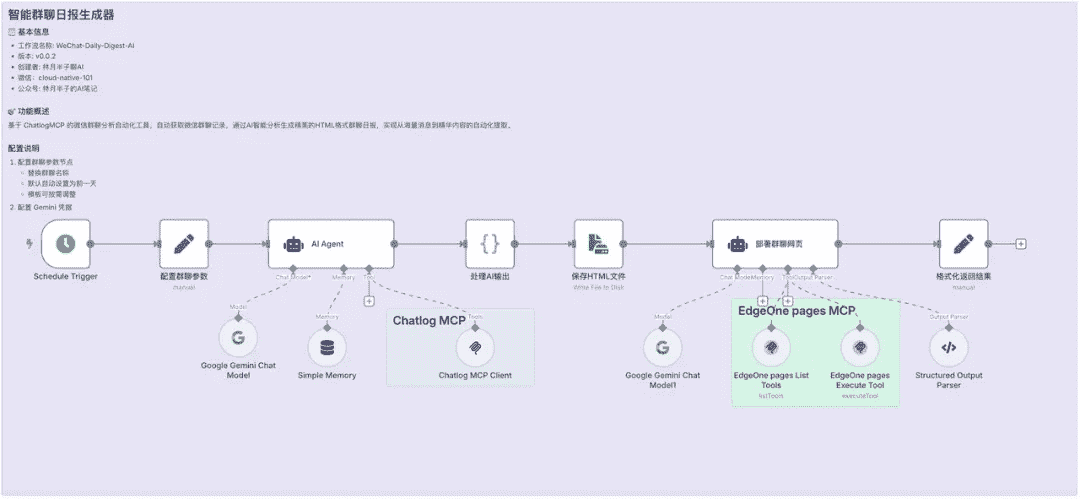 智能群聊日报生成器
基本信息
工作流名称: WeChat-Daily-Digest-AI
版本: v0.0.2
创建者: 林月半子聊AI
微信: cloud-native-101
公众号: 林月半子的AI笔记
功能概述
基于 ChatlogMCP 的微信群聊分析自动化工具，自动获取微信群聊记录，通过AI智能分析生成精美的HTML格式群聊日报，实现从海量消息到精华内容的自动化提取。
配置说明
1. 配置群聊参数节点
替换群聊名称
默认自动设置为前一天
模板可按需调整
2. 配置 Gemini 凭据
Schedule Trigger
配置群聊参数
manual
AI Agent
Chat Model*
Memory
Tool
处理AI输出
保存HTML文件
Write File to Disk
部署群聊网页
Chat Model
Memory
Tool
Output Parser
格式化返回结果
manual
Model
Google Gemini Chat
Model
Memory
Simple Memory
Chatlog MCP
Tools
Chatlog MCP Client
Model
Google Gemini Chat
Model1
EdgeOne pages MCP
EdgeOne pages List
Tools
listTools
EdgeOne pages
Execute Tool
executeTool
Output Parser
Structured Output
Parser